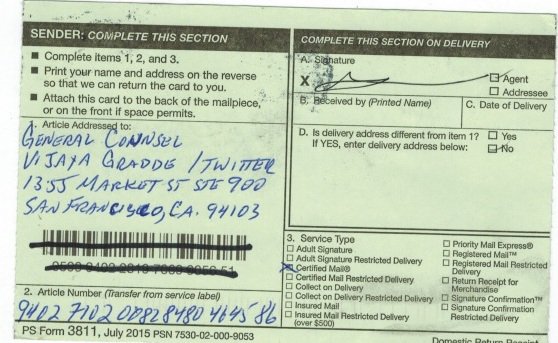 SENDER: COMPLETE THIS SECTION
■ Complete items 1, 2, and 3.
■ Print your name and address on the reverse
so that we can return the card to you.
■ Attach this card to the back of the mailpiece,
or on the front if space permits.
1. Article Addressed to:
GENERAL COUNSEL
VIJAYA GRADDE / TWITTER
1355 MARKET ST STE 900
SAN FRANCISCO, CA. 94103
2. Article Number (Transfer from service label)
9402 7102 0082 8480 4645 86
PS Form 3811, July 2015 PSN 7530-02-000-9053
COMPLETE THIS SECTION ON DELIVERY
A. Signature
X
Agent
Addressee
B. Received by (Printed Name)
C. Date of Delivery
D. Is delivery address different from item 1? Yes
If YES, enter delivery address below: No
3. Service Type
Adult Signature
Adult Signature Restricted Delivery
Certified Mail®
Certified Mail Restricted Delivery
Collect on Delivery
Collect on Delivery Restricted Delivery
Insured Mail
Insured Mail Restricted Delivery
(over $500)
Priority Mail Express®
Registered Mail™
Registered Mail Restricted
Delivery
Return Receipt for
Merchandise
Signature Confirmation™
Signature Confirmation
Restricted Delivery
Domestic Return Receipt